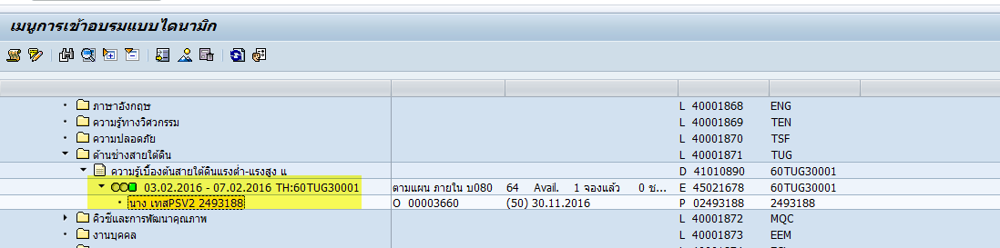 เมนูการเข้าอบรมแบบไดนามิก
ภาษาอังกฤษ L 40001868 ENG
ความรู้ทางวิศวกรรม L 40001869 TEN
ความปลอดภัย L 40001870 TSF
ด้านช่างสายใต้ดิน L 40001871 TUG
ความรู้เบื้องต้นสายใต้ดินแรงต่ำ-แรงสูง แ D 41010890 60TUG30001
03.02.2016 - 07.02.2016 TH:60TUG30001 ตามแผน ภายใน บ080 64 Avail. 1 จองแล้ว 0 ช... E 45021678 60TUG30001
นาง เทสPSV2 2493188 O 00003660 (50) 30.11.2016 P 02493188 2493188
คิวซีและการพัฒนาคุณภาพ L 40001872 MQC
งานบุคคล L 40001873 EEM